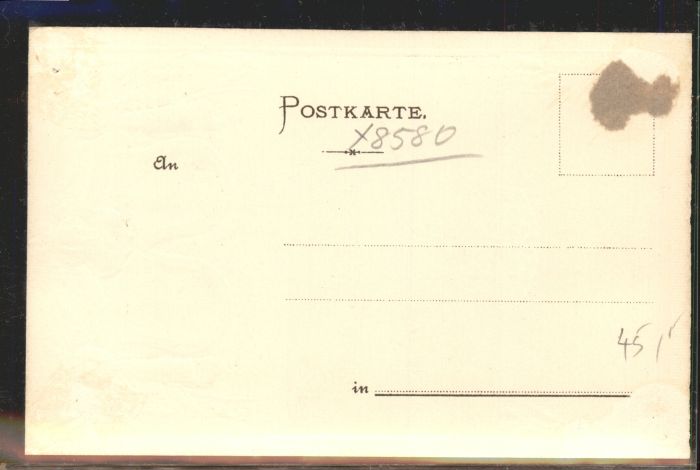 POSTKARTE.
X8580
An
45,-
in